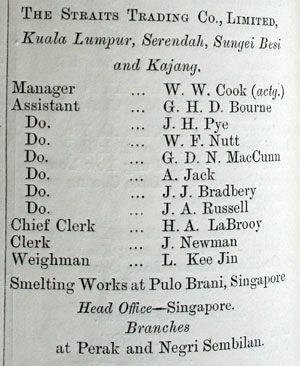 THE STRAITS TRADING CO., LIMITED,
Kuala Lumpur, Serendah, Sungei Besi
and Kajang.
Manager ... W. W. Cook (actg.)
Assistant ... G. H. D. Bourne
Do. ... J. H. Pye
Do. ... W. F. Nutt
Do. ... G. D. N. MacCunn
Do. ... A. Jack
Do. ... J. J. Bradbery
Do. ... J. A. Russell
Chief Clerk ... H. A. LaBrooy
Clerk ... J. Newman
Weighman ... L. Kee Jin
Smelting Works at Pulo Brani, Singapore
Head Office—Singapore.
Branches
at Perak and Negri Sembilan.